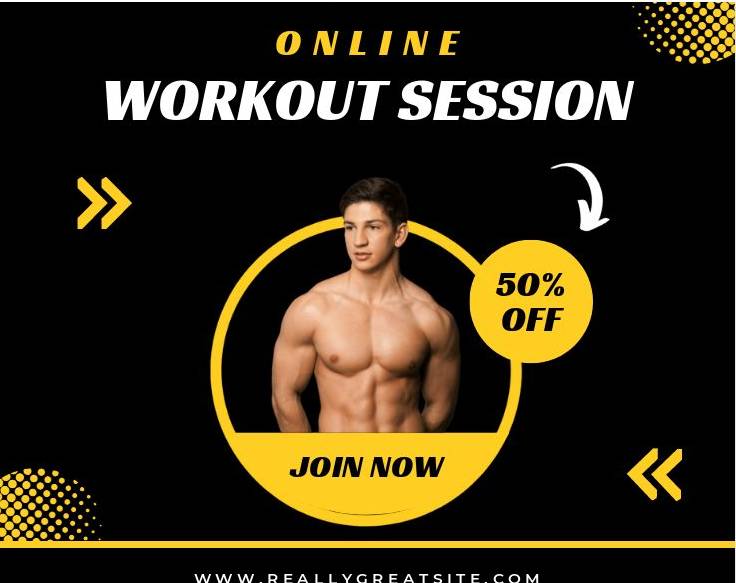 ONLINE
WORKOUT SESSION
50%
OFF
JOIN NOW
WWW.REALLYGREATSITE.COM